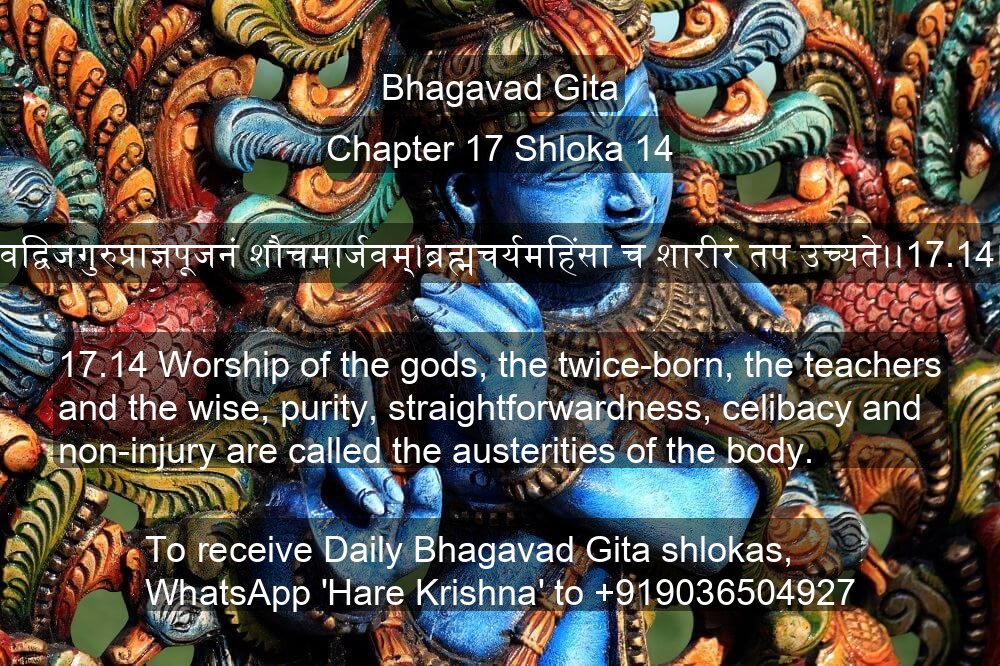 Bhagavad Gita
Chapter 17 Shloka 14
वद्विजगुरुप्राज्ञपूजनं शौचमार्जवम्।ब्रह्मचर्यमहिंसा च शारीरं तप उच्यते।।17.14
17.14 Worship of the gods, the twice-born, the teachers
and the wise, purity, straightforwardness, celibacy and
non-injury are called the austerities of the body.
To receive Daily Bhagavad Gita shlokas,
WhatsApp 'Hare Krishna' to +919036504927